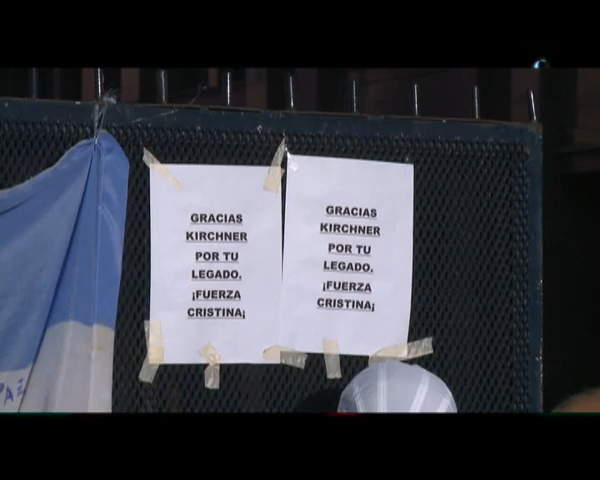 GRACIAS
KIRCHNER
POR TU
LEGADO.
¡FUERZA
CRISTINA¡
GRACIAS
KIRCHNER
POR TU
LEGADO.
¡FUERZA
CRISTINA¡